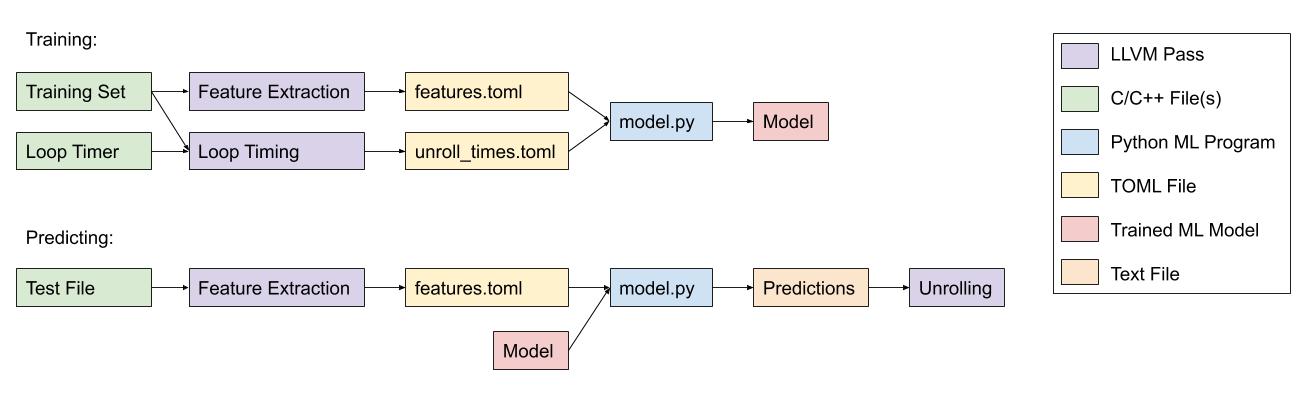 Training:
Training Set
Feature Extraction
features.toml
model.py
Model
Loop Timer
Loop Timing
unroll_times.toml
Predicting:
Test File
Feature Extraction
features.toml
model.py
Predictions
Unrolling
Model
LLVM Pass
C/C++ File(s)
Python ML Program
TOML File
Trained ML Model
Text File